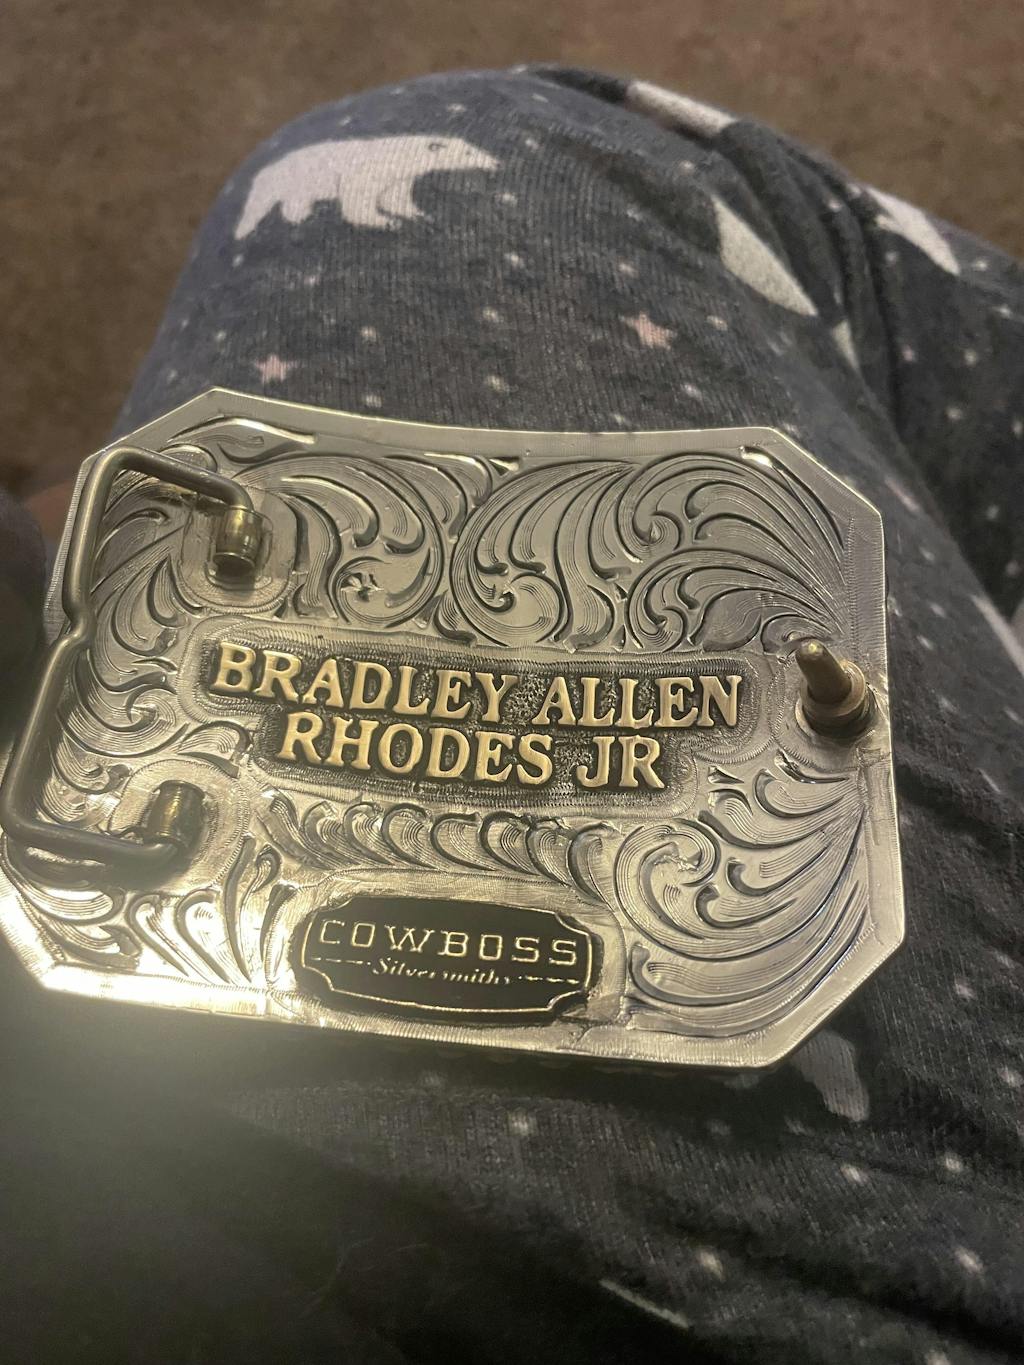 BRADLEY ALLEN
RHODES JR
COWBOSS
Silversmiths